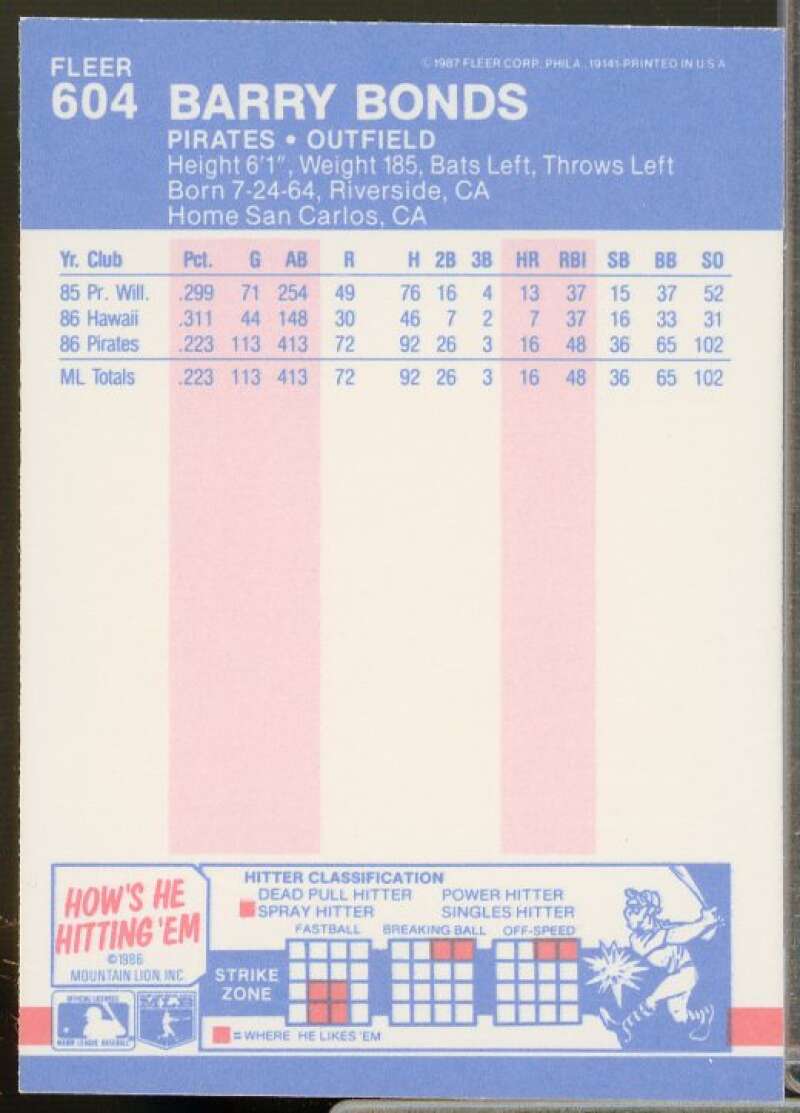 FLEER
© 1987 FLEER CORP. PHILA. 19141-PRINTED IN U S A
604 BARRY BONDS
PIRATES • OUTFIELD
Height 6'1", Weight 185, Bats Left, Throws Left
Born 7-24-64, Riverside, CA
Home San Carlos, CA
Yr. Club Pct. G AB R H 2B 3B HR RBI SB BB SO
85 Pr. Will. .299 71 254 49 76 16 4 13 37 15 37 52
86 Hawaii .311 44 148 30 46 7 2 7 37 16 33 31
86 Pirates .223 113 413 72 92 26 3 16 48 36 65 102
ML Totals .223 113 413 72 92 26 3 16 48 36 65 102
HOW'S HE
HITTING 'EM
©1986
MOUNTAIN LION, INC.
HITTER CLASSIFICATION
DEAD PULL HITTER POWER HITTER
SPRAY HITTER SINGLES HITTER
FASTBALL BREAKING BALL OFF-SPEED
STRIKE
ZONE
= WHERE HE LIKES 'EM
OFFICIAL LICENSEE
MAJOR LEAGUE BASEBALL